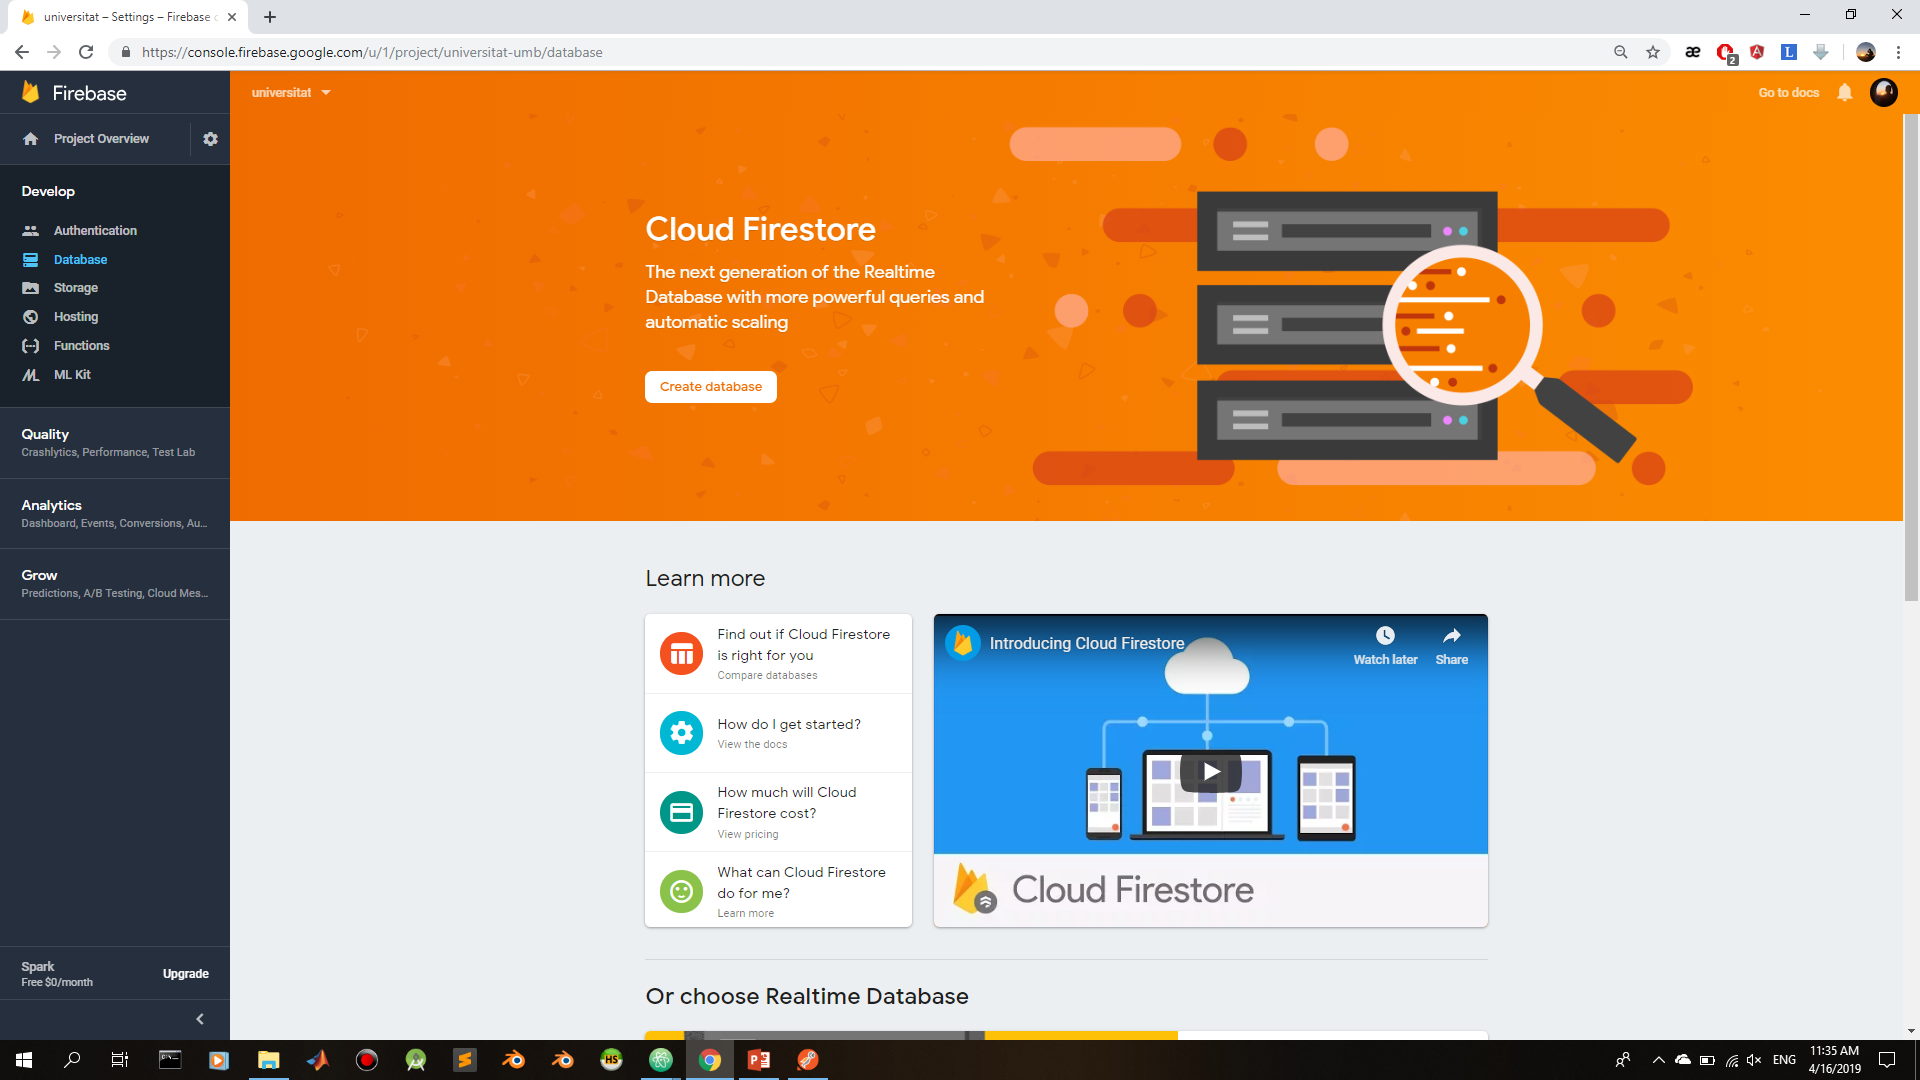 universitat – Settings – Firebase c
https://console.firebase.google.com/u/1/project/universitat-umb/database
æ
2
L
Firebase
universitat
Go to docs
Project Overview
Develop
Authentication
Database
Storage
Hosting
Functions
ML Kit
Quality
Crashlytics, Performance, Test Lab
Analytics
Dashboard, Events, Conversions, Au...
Grow
Predictions, A/B Testing, Cloud Mes...
Spark
Free $0/month
Upgrade
Cloud Firestore
The next generation of the Realtime
Database with more powerful queries and
automatic scaling
Create database
Learn more
Find out if Cloud Firestore
is right for you
Compare databases
How do I get started?
View the docs
How much will Cloud
Firestore cost?
View pricing
What can Cloud Firestore
do for me?
Learn more
Introducing Cloud Firestore
Watch later
Share
Cloud Firestore
Or choose Realtime Database
HS
ENG
11:35 AM
4/16/2019